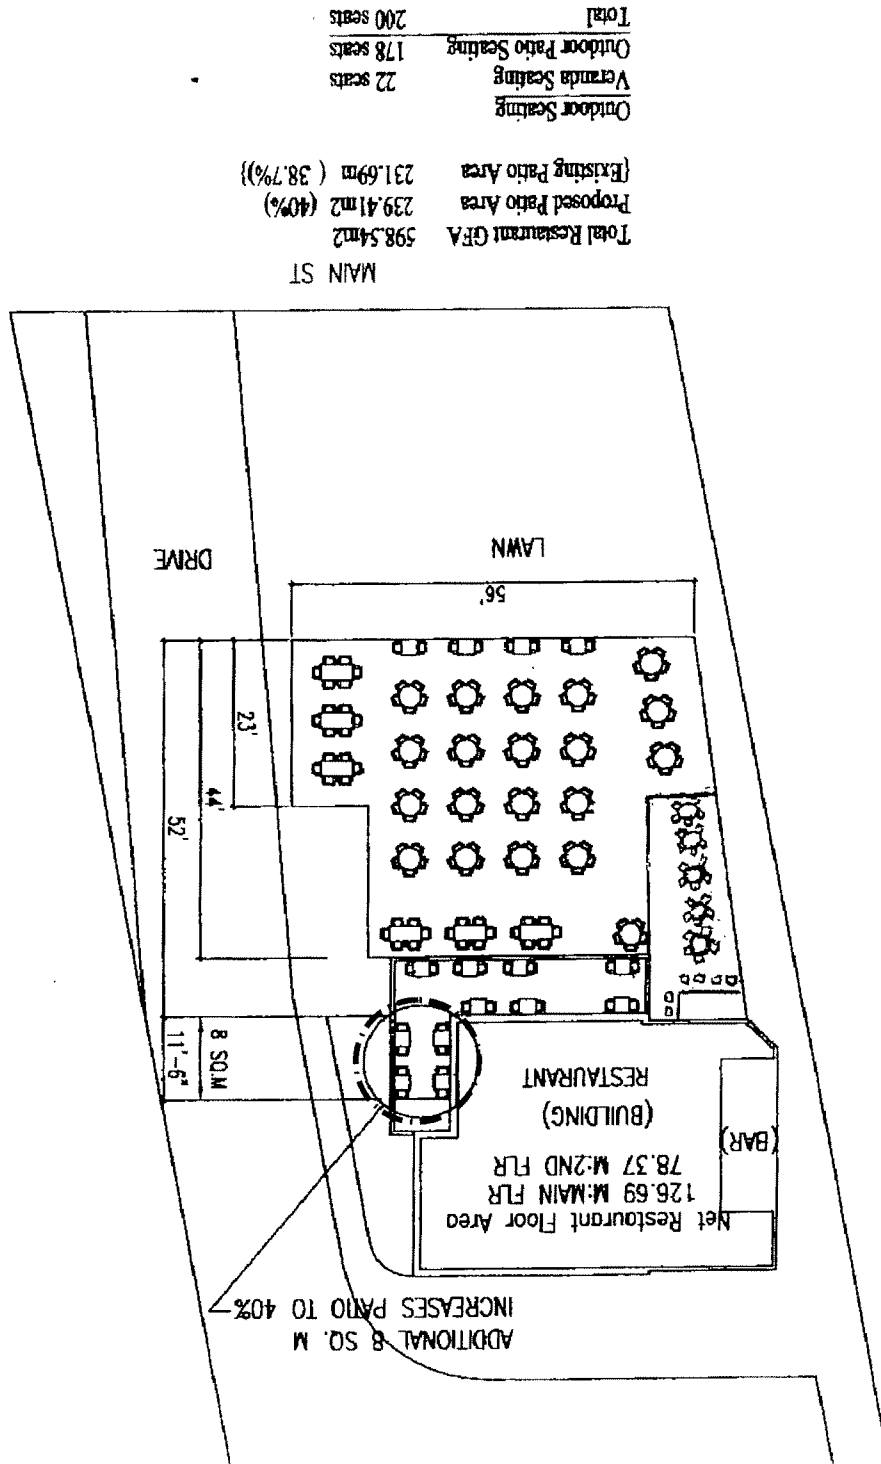 ADDITIONAL 8 SQ. M
INCREASES PATIO TO 40%
Net Restaurant Floor Area
126.69 M:MAIN FLR
78.37 M:2ND FLR
(BUILDING)
RESTAURANT
(BAR)
8 SQ.M
11'-6"
52'
44'
23'
56'
LAWN
DRIVE
MAIN ST
Total Restaurant GFA 598.54m2
Proposed Patio Area 239.41m2 (40%)
{Existing Patio Area 231.69m ( 38.7%)}
Outdoor Seating
Veranda Seating 22 seats
Outdoor Patio Seating 178 seats
Total 200 seats